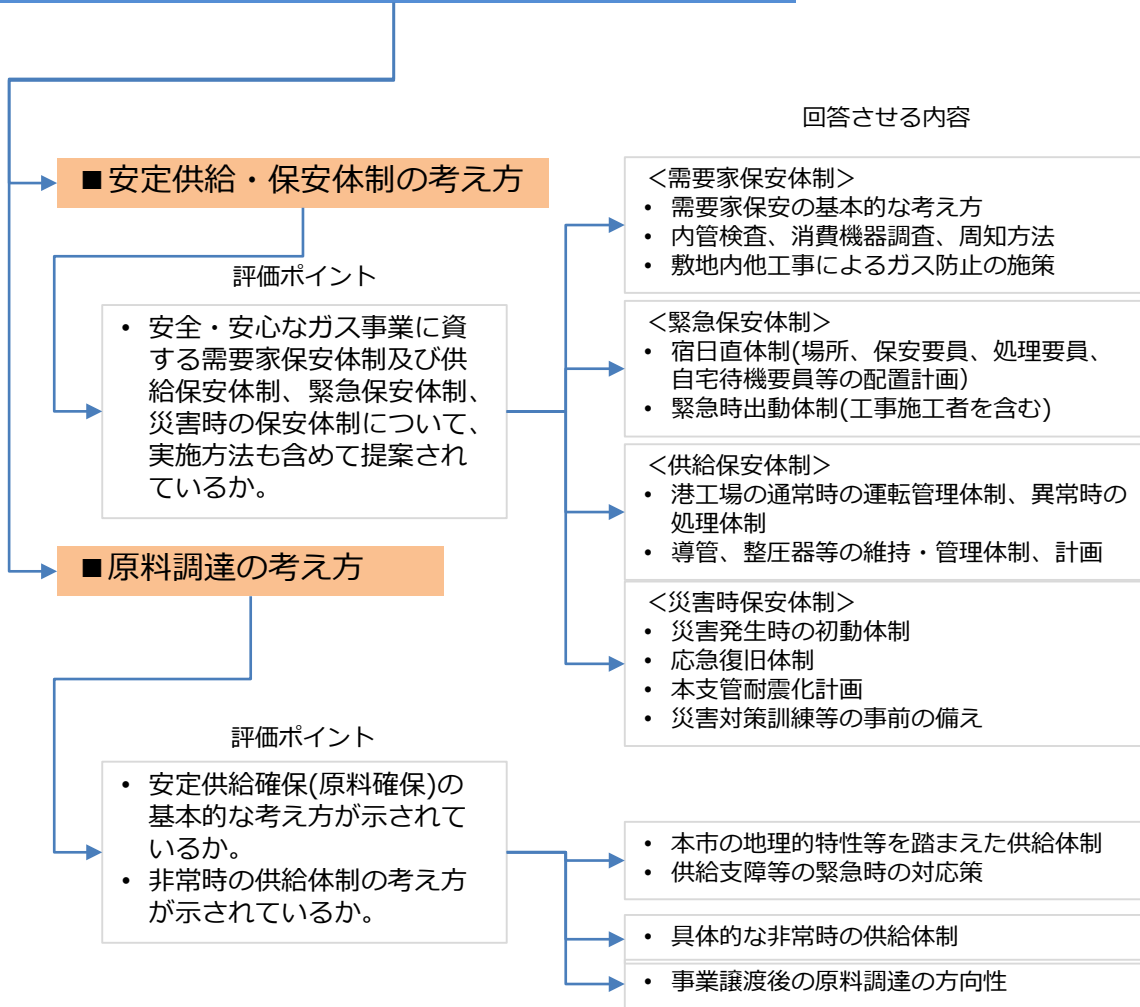 回答させる内容
■安定供給・保安体制の考え方
評価ポイント
• 安全・安心なガス事業に資
する需要家保安体制及び供
給保安体制、緊急保安体制、
災害時の保安体制について、
実施方法も含めて提案され
ているか。
＜需要家保安体制＞
• 需要家保安の基本的な考え方
• 内管検査、消費機器調査、周知方法
• 敷地内他工事によるガス防止の施策
＜緊急保安体制＞
• 宿日直体制(場所、保安要員、処理要員、
自宅待機要員等の配置計画)
• 緊急時出動体制(工事施工者を含む)
＜供給保安体制＞
• 港工場の通常時の運転管理体制、異常時の
処理体制
• 導管、整圧器等の維持・管理体制、計画
＜災害時保安体制＞
• 災害発生時の初動体制
• 応急復旧体制
• 本支管耐震化計画
• 災害対策訓練等の事前の備え
■原料調達の考え方
評価ポイント
• 安定供給確保(原料確保)の
基本的な考え方が示されて
いるか。
• 非常時の供給体制の考え方
が示されているか。
• 本市の地理的特性等を踏まえた供給体制
• 供給支障等の緊急時の対応策
• 具体的な非常時の供給体制
• 事業譲渡後の原料調達の方向性